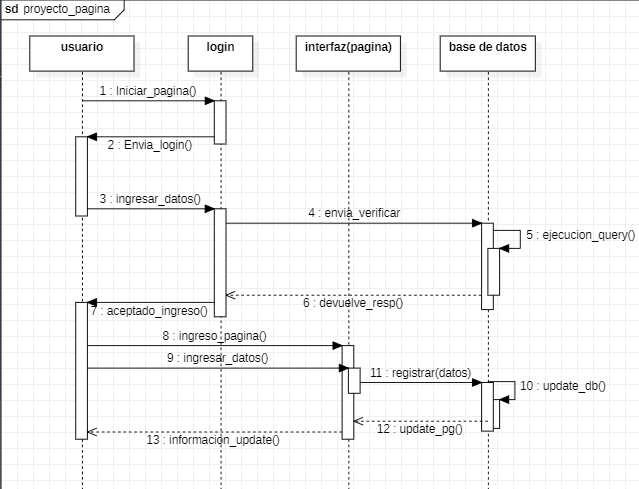 sd proyecto_pagina
usuario
login
interfaz(pagina)
base de datos
1 : Iniciar_pagina()
2 : Envia_login()
3 : ingresar_datos()
4 : envia_verificar
5 : ejecucion_query()
6 : devuelve_resp()
7 : aceptado_ingreso()
8 : ingreso_pagina()
9 : ingresar_datos()
11 : registrar(datos)
10 : update_db()
12 : update_pg()
13 : información_update()